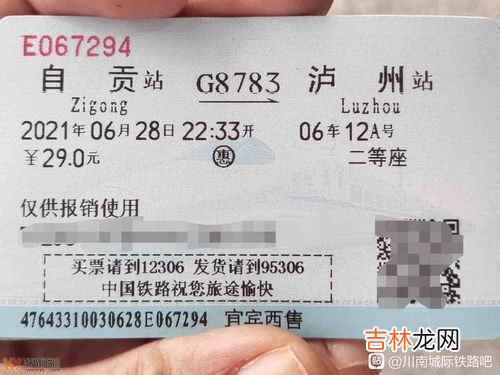 E067294
自贡站 G8783 泸州站
Zigong Luzhou
2021年06月28日22:33开 06车12A号
¥29.0元 惠 二等座
仅供报销使用
买票请到12306 发货请到95306
中国铁路祝您旅途愉快
47643310030628E067294 宜宾西售
吉林龙网
@川南城际铁路吧